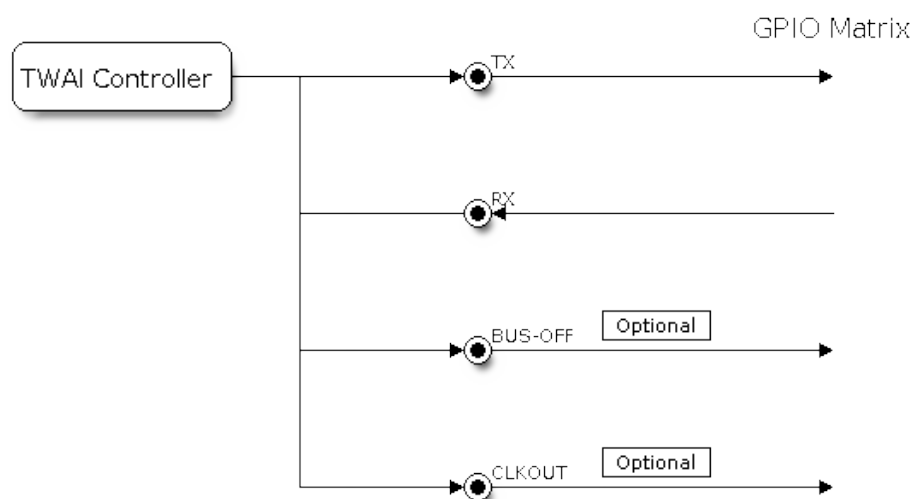 GPIO Matrix
TWAI Controller
TX
RX
BUS-OFF
Optional
CLKOUT
Optional